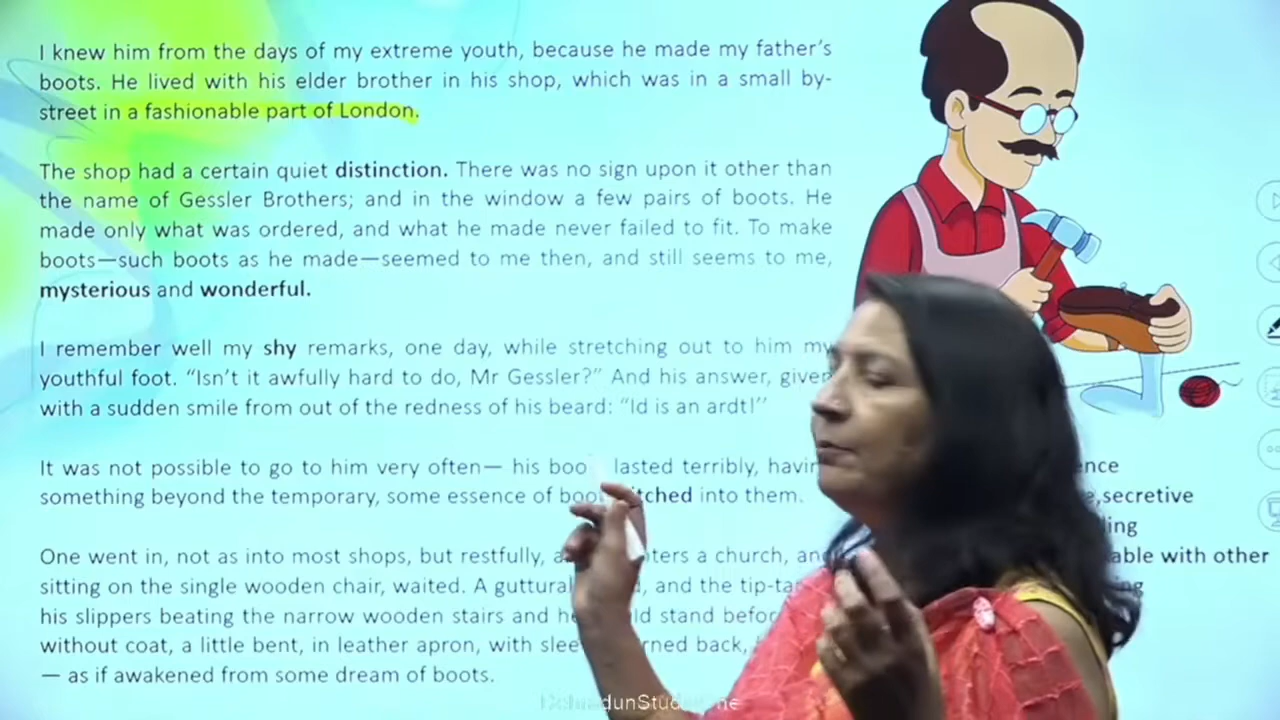 I knew him from the days of my extreme youth, because he made my father's
boots. He lived with his elder brother in his shop, which was in a small by-
street in a fashionable part of London.
The shop had a certain quiet distinction. There was no sign upon it other than
the name of Gessler Brothers; and in the window a few pairs of boots. He
made only what was ordered, and what he made never failed to fit. To make
boots—such boots as he made—seemed to me then, and still seems to me,
mysterious and wonderful.
I remember well my shy remarks, one day, while stretching out to him my
youthful foot. “Isn't it awfully hard to do, Mr Gessler?” And his answer, given
with a sudden smile from out of the redness of his beard: “Id is an ardt!”
It was not possible to go to him very often— his boo lasted terribly, havin
something beyond the temporary, some essence of boo itched into them.
ence
,secretive
ling
One went in, not as into most shops, but restfully, a nters a church, and
able with other
sitting on the single wooden chair, waited. A guttural , and the tip-tap
ng
his slippers beating the narrow wooden stairs and he ld stand befor
without coat, a little bent, in leather apron, with slee rned back,
— as if awakened from some dream of boots.